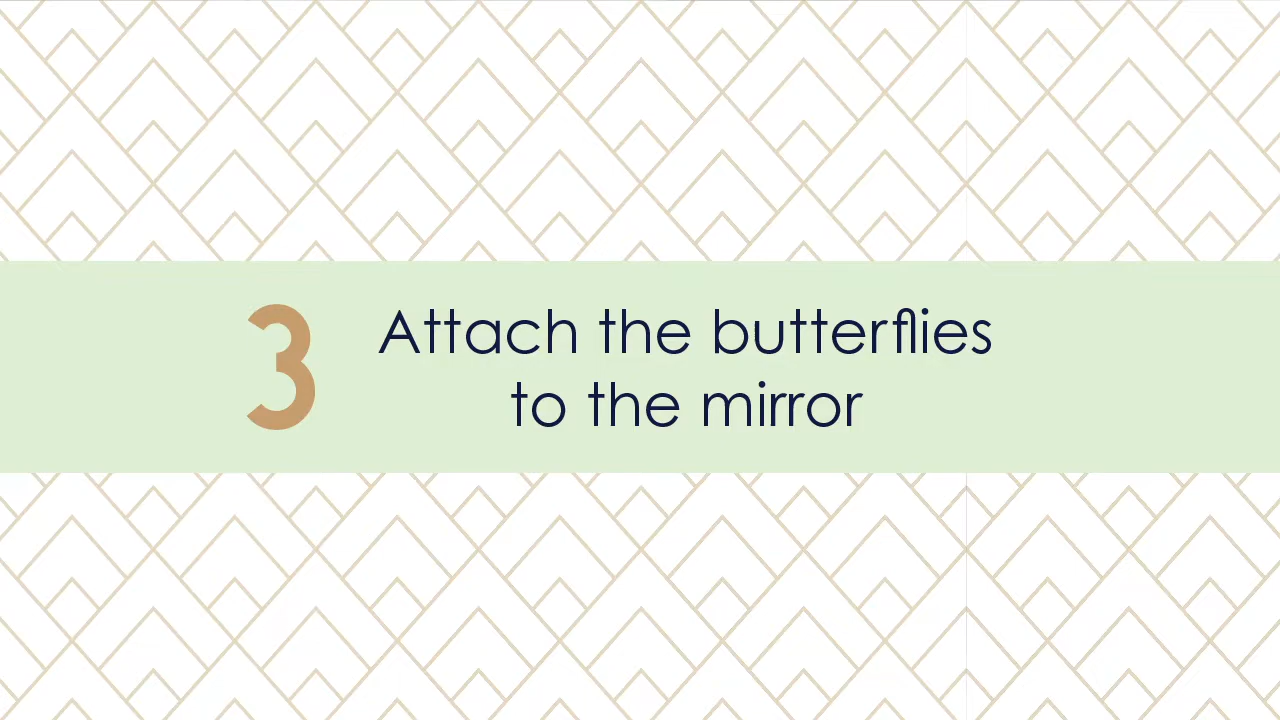 3
Attach the butterflies
to the mirror